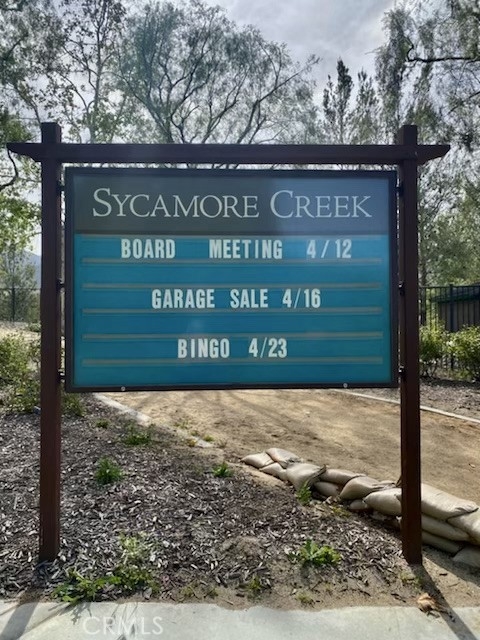 SYCAMORE CREEK
BOARD MEETING 4/12
GARAGE SALE 4/16
BINGO 4/23
CRMLS